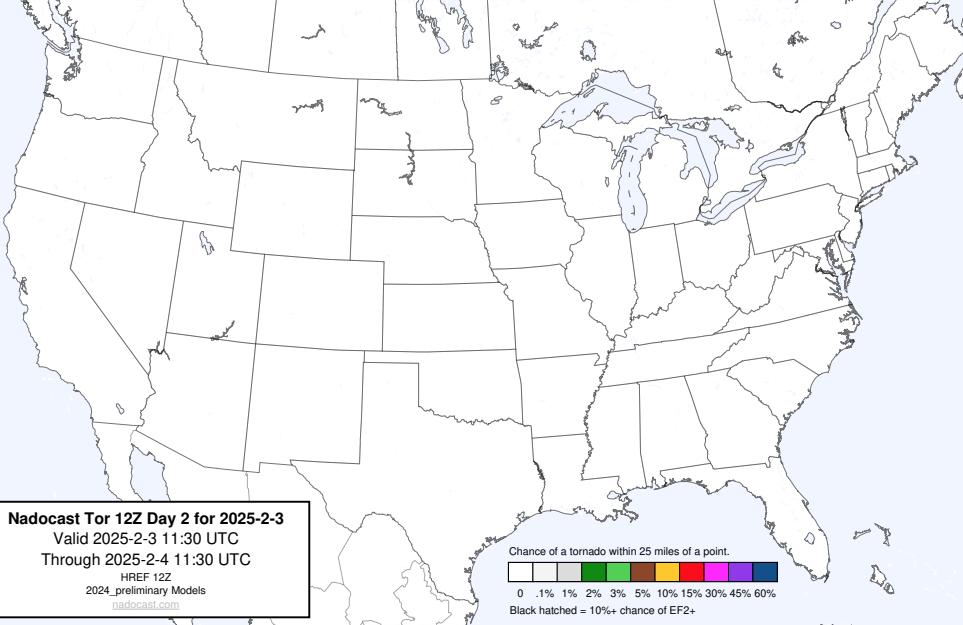 Nadocast Tor 12Z Day 2 for 2025-2-3
Valid 2025-2-3 11:30 UTC
Through 2025-2-4 11:30 UTC
HREF 12Z
2024_preliminary Models
nadocast.com
Chance of a tornado within 25 miles of a point.
0 .1% 1% 2% 3% 5% 10% 15% 30% 45% 60%
Black hatched = 10%+ chance of EF2+